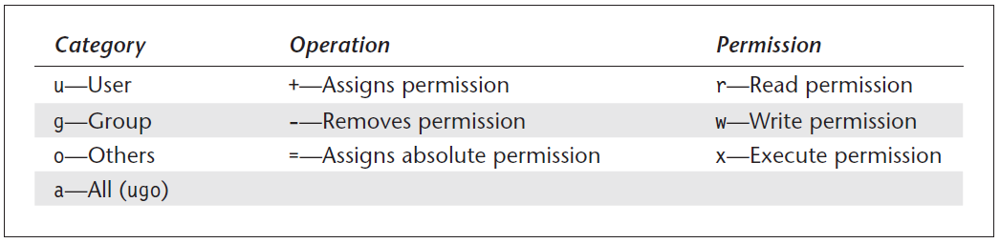 Category Operation Permission
u—User +—Assigns permission r—Read permission
g—Group -—Removes permission w—Write permission
o—Others =—Assigns absolute permission x—Execute permission
a—All (ugo)